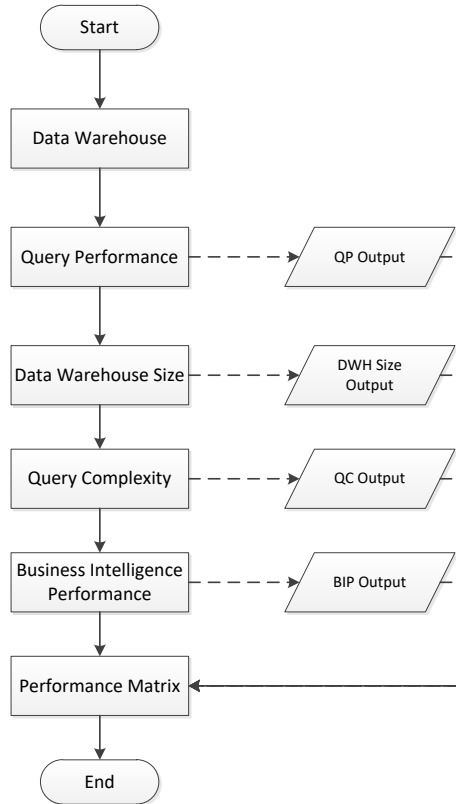 Start
Data Warehouse
Query Performance
QP Output
Data Warehouse Size
DWH Size
Output
Query Complexity
QC Output
Business Intelligence
Performance
BIP Output
Performance Matrix
End